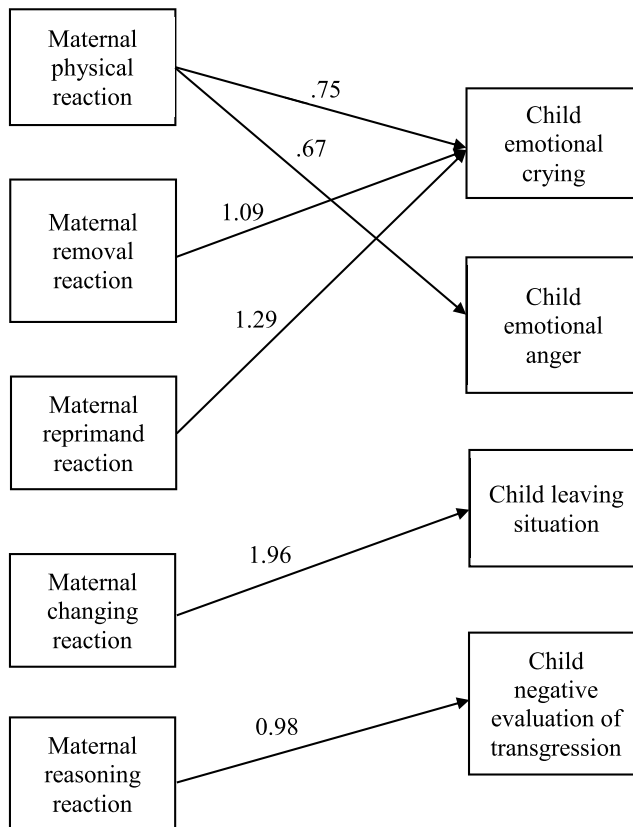 Maternal
physical
reaction
.75
Child
emotional
crying
.67
Maternal
removal
reaction
1.09
Child
emotional
anger
1.29
Maternal
reprimand
reaction
Child leaving
situation
1.96
Maternal
changing
reaction
Child
negative
evaluation of
transgression
0.98
Maternal
reasoning
reaction